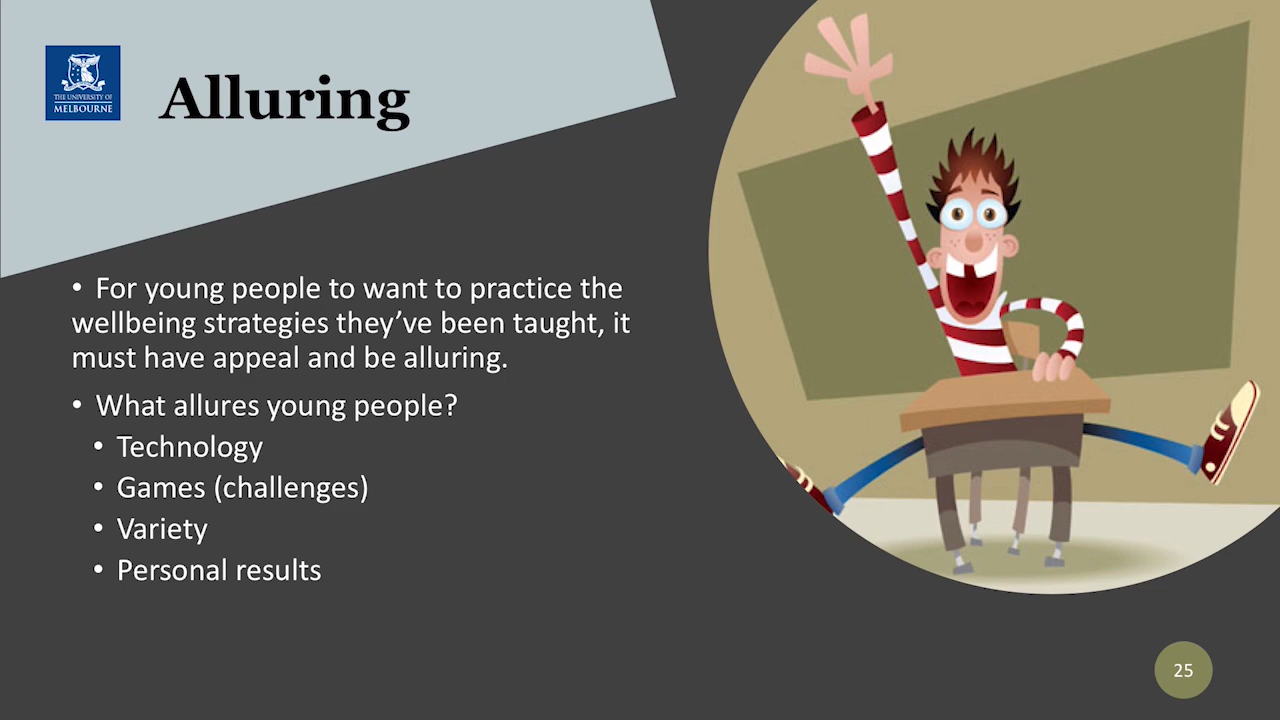 THE UNIVERSITY OF
MELBOURNE
Alluring
• For young people to want to practice the
wellbeing strategies they’ve been taught, it
must have appeal and be alluring.
• What allures young people?
• Technology
• Games (challenges)
• Variety
• Personal results
25